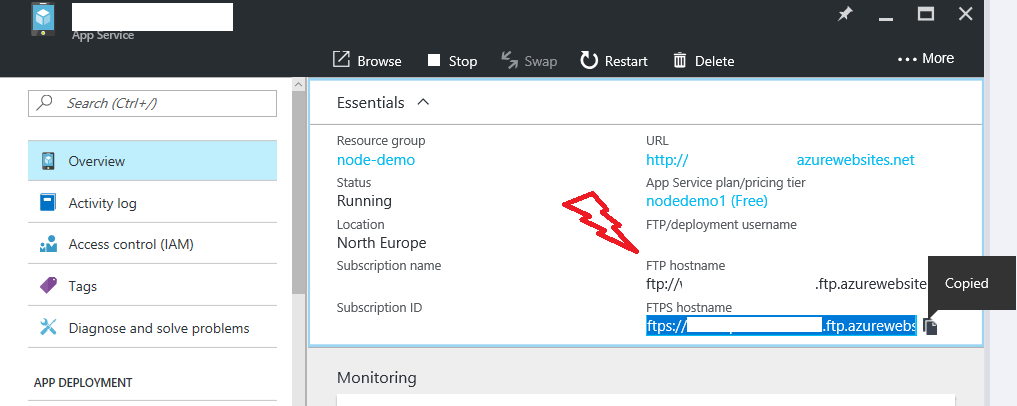 App Service
Browse Stop Swap Restart Delete ••• More
Search (Ctrl+/)
Overview
Activity log
Access control (IAM)
Tags
Diagnose and solve problems
APP DEPLOYMENT
Essentials
Resource group
node-demo
Status
Running
Location
North Europe
Subscription name
Subscription ID
URL
http:// azurewebsites.net
App Service plan/pricing tier
nodedemo1 (Free)
FTP/deployment username
FTP hostname
ftp:// .ftp.azurewebsite
FTPS hostname
ftps:// .ftp.azurewebs
Copied
Monitoring